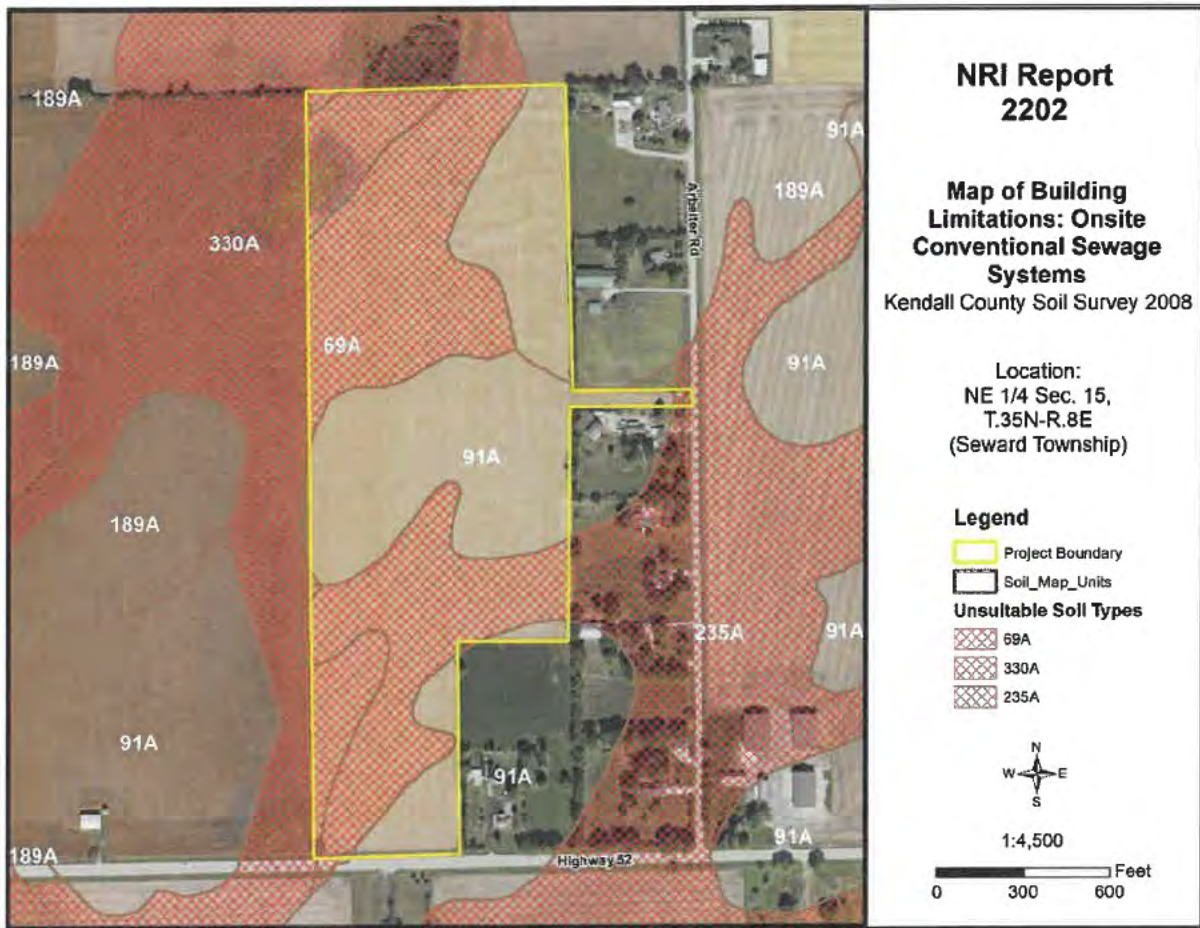 189A
330A
189A
69A
91A
189A
91A
91A
189A
Arbeiter Rd
91A
189A
91A
235A
91A
91A
Highway 52
NRI Report
2202
Map of Building
Limitations: Onsite
Conventional Sewage
Systems
Kendall County Soil Survey 2008
Location:
NE 1/4 Sec. 15,
T.35N-R.8E
(Seward Township)
Legend
Project Boundary
Soil_Map_Units
Unsuitable Soil Types
69A
330A
235A
N
W E
S
1:4,500
Feet
0 300 600